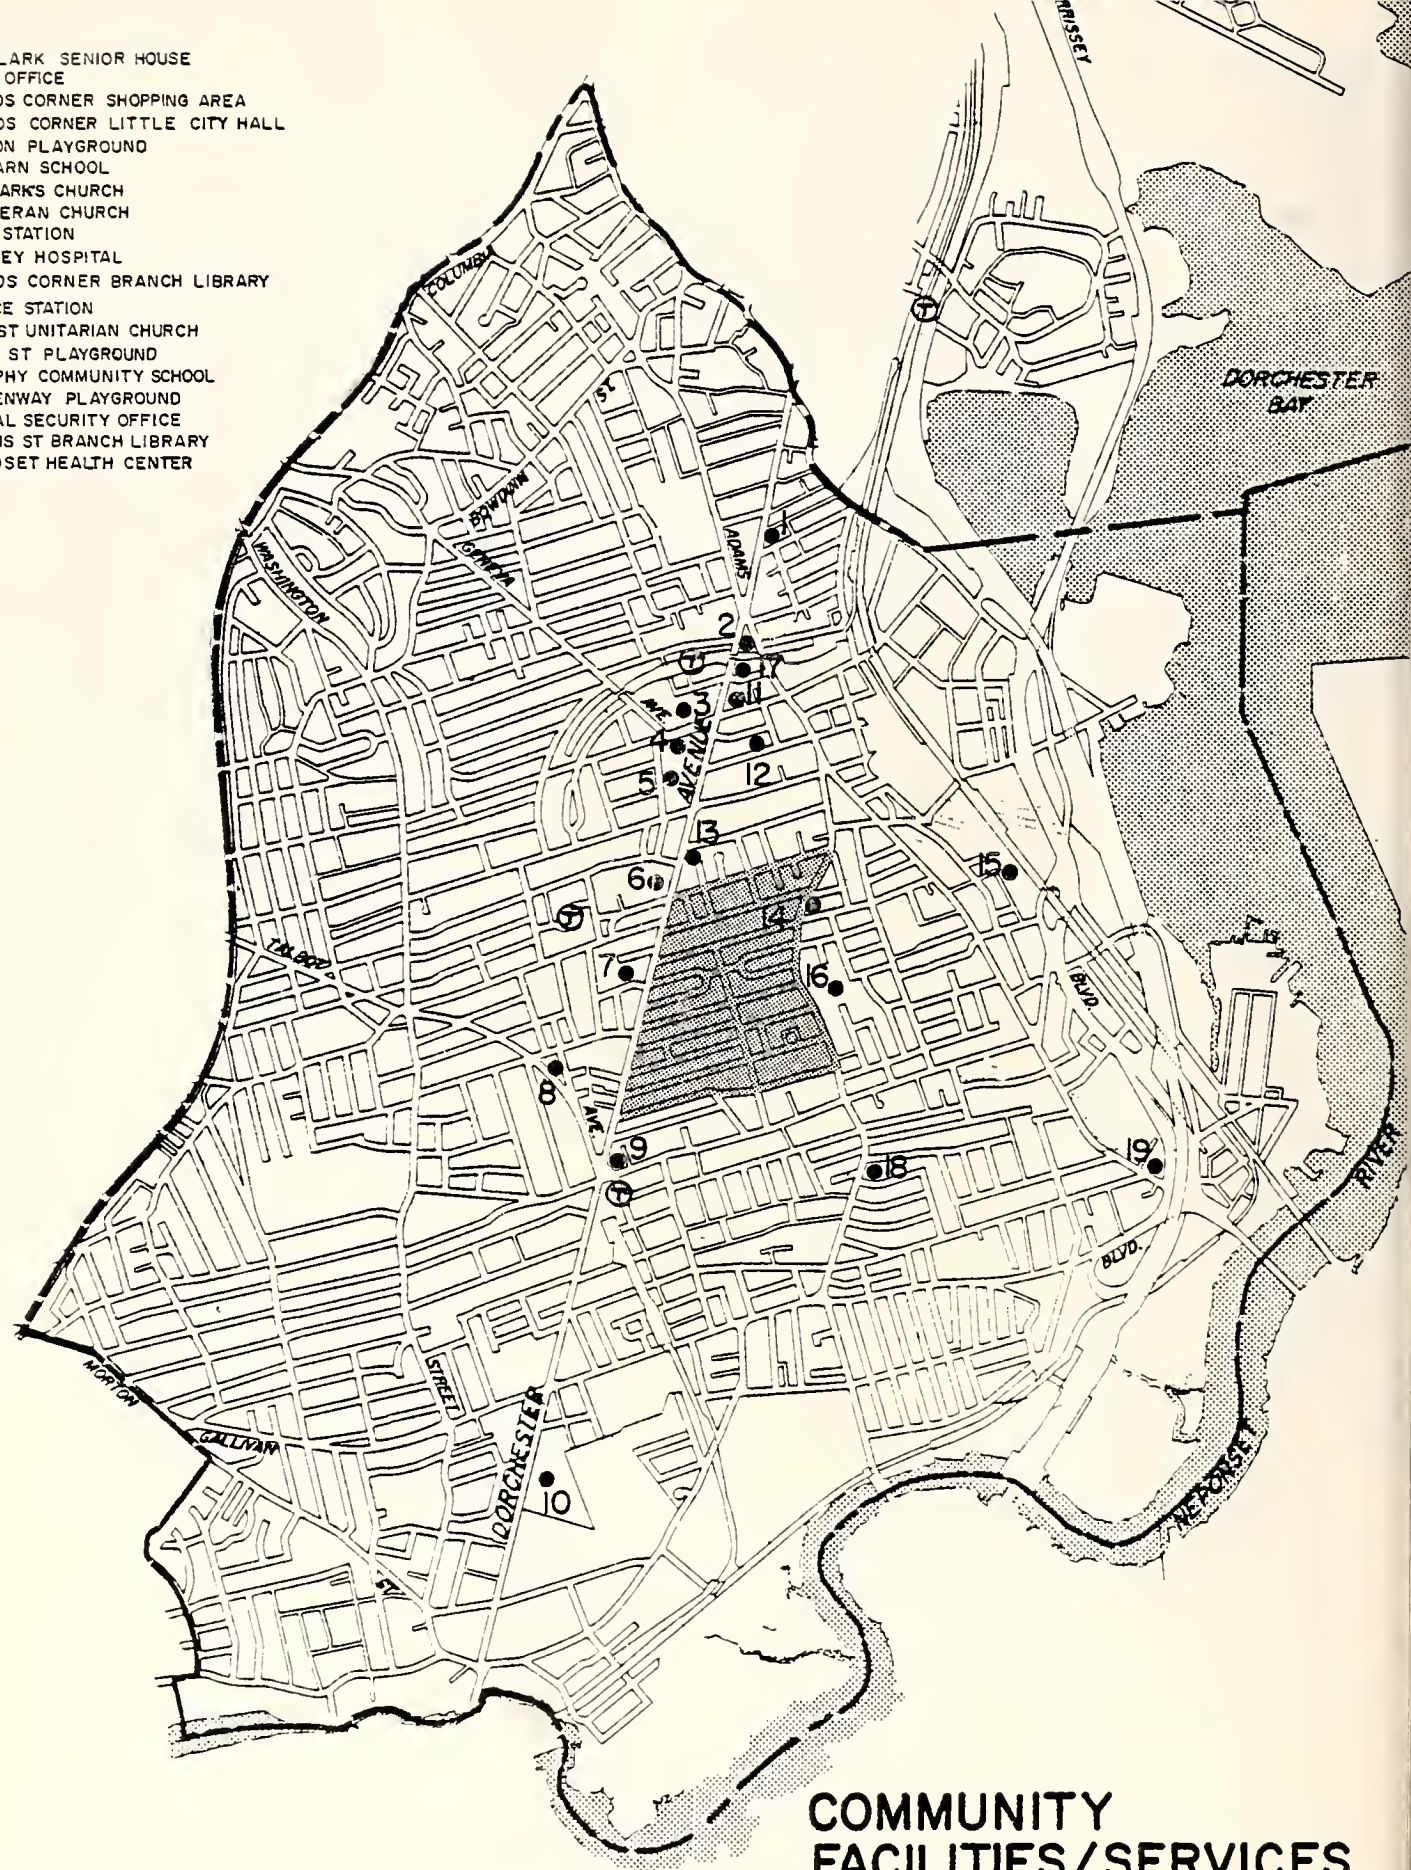 LARK SENIOR HOUSE
OFFICE
DS CORNER SHOPPING AREA
DS CORNER LITTLE CITY HALL
ON PLAYGROUND
ARN SCHOOL
ARK'S CHURCH
ERAN CHURCH
STATION
EY HOSPITAL
DS CORNER BRANCH LIBRARY
CE STATION
ST UNITARIAN CHURCH
ST PLAYGROUND
PHY COMMUNITY SCHOOL
ENWAY PLAYGROUND
AL SECURITY OFFICE
MS ST BRANCH LIBRARY
NSET HEALTH CENTER
RRISSEY
COLUMBIA
T
DORCHESTER
BAY
ST.
BOWDOIN
GENEVA
WASHINGTON
ADAMS
1
2
T
17
AVE.
3
11
4
AVENUE
12
5
13
6
15
T
14
TALBOT
7
16
BLVD.
8
AVE.
9
18
19
T
RIVER
BLVD.
MORTON
STREET
GALLIVAN
DORCHESTER
10
NEPONSET
ST.
COMMUNITY
FACILITIES/SERVICES